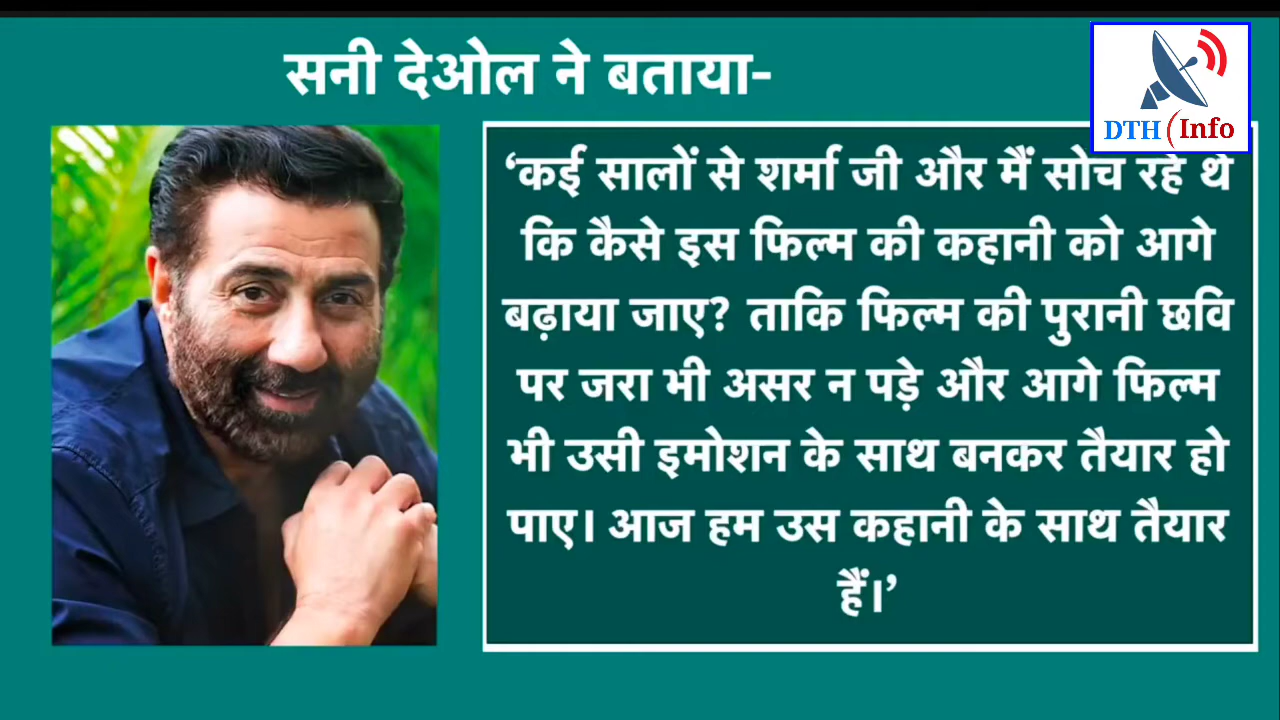 सनी देओल ने बताया-
DTH Info
‘कई सालों से शर्मा जी और मैं सोच रहे थे
कि कैसे इस फिल्म की कहानी को आगे
बढ़ाया जाए? ताकि फिल्म की पुरानी छवि
पर जरा भी असर न पड़े और आगे फिल्म
भी उसी इमोशन के साथ बनकर तैयार हो
पाए। आज हम उस कहानी के साथ तैयार
हैं।’